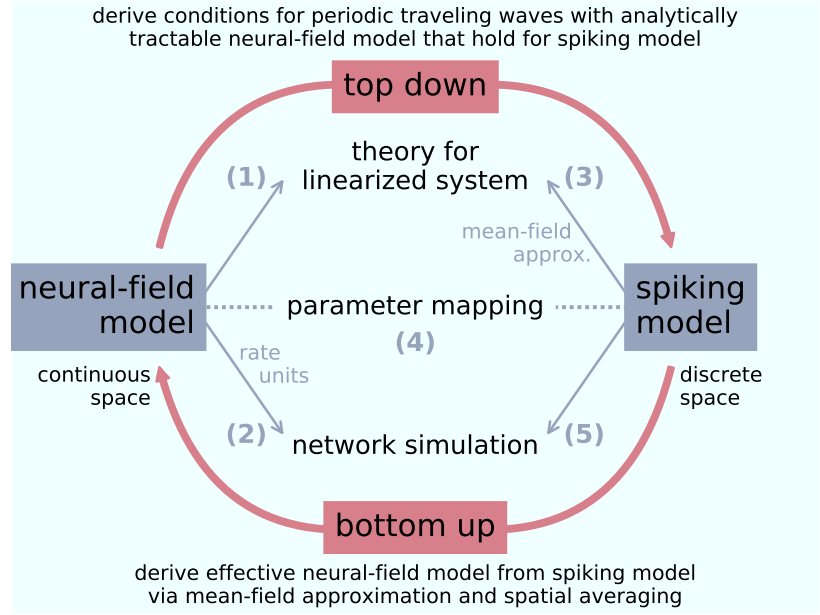 derive conditions for periodic traveling waves with analytically
tractable neural-field model that hold for spiking model
top down
theory for
linearized system
(1)
(3)
mean-field
approx.
neural-field
model
parameter mapping
(4)
spiking
model
rate
units
continuous
space
discrete
space
(2)
network simulation
(5)
bottom up
derive effective neural-field model from spiking model
via mean-field approximation and spatial averaging